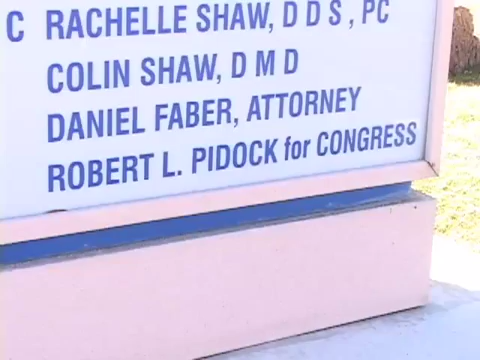 C RACHELLE SHAW, D D S , PC
COLIN SHAW, D M D
DANIEL FABER, ATTORNEY
ROBERT L. PIDOCK for CONGRESS